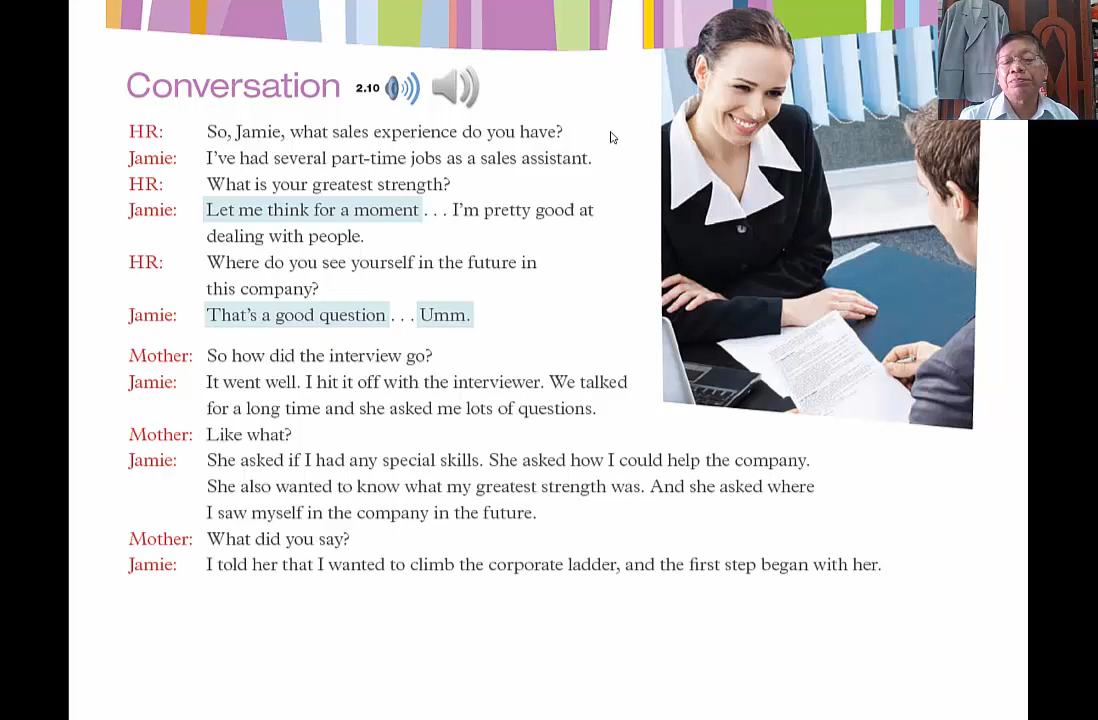 Conversation 2.10
HR: So, Jamie, what sales experience do you have?
Jamie: I've had several part-time jobs as a sales assistant.
HR: What is your greatest strength?
Jamie: Let me think for a moment . . . I'm pretty good at
dealing with people.
HR: Where do you see yourself in the future in
this company?
Jamie: That's a good question . . . Umm.
Mother: So how did the interview go?
Jamie: It went well. I hit it off with the interviewer. We talked
for a long time and she asked me lots of questions.
Mother: Like what?
Jamie: She asked if I had any special skills. She asked how I could help the company.
She also wanted to know what my greatest strength was. And she asked where
I saw myself in the company in the future.
Mother: What did you say?
Jamie: I told her that I wanted to climb the corporate ladder, and the first step began with her.